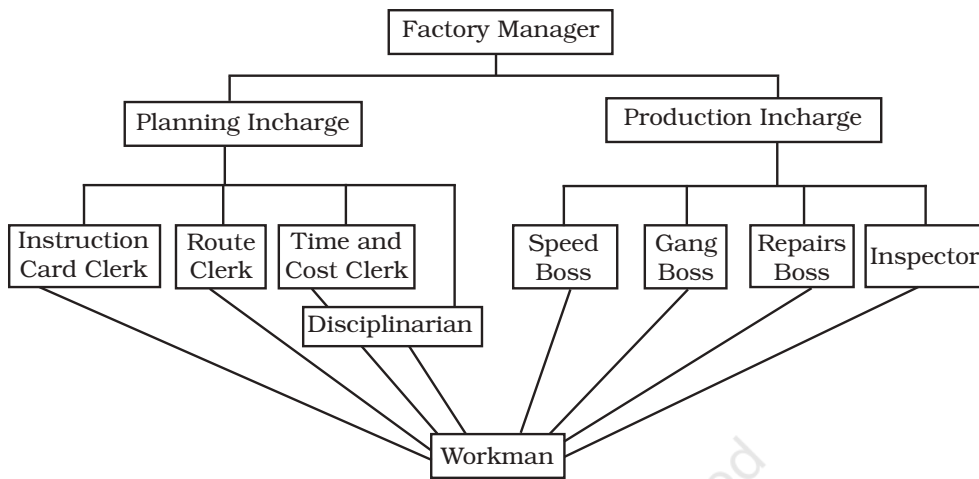 Factory Manager
Planning Incharge
Production Incharge
Instruction
Card Clerk
Route
Clerk
Time and
Cost Clerk
Disciplinarian
Speed
Boss
Gang
Boss
Repairs
Boss
Inspector
Workman